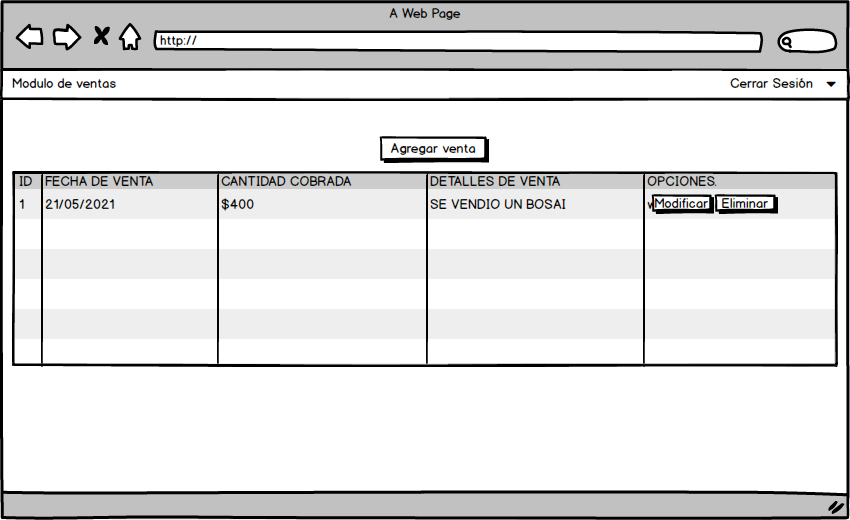 A Web Page
http://
Modulo de ventas Cerrar Sesión
Agregar venta
ID FECHA DE VENTA CANTIDAD COBRADA DETALLES DE VENTA OPCIONES.
1 21/05/2021 $400 SE VENDIO UN BOSAI Modificar Eliminar